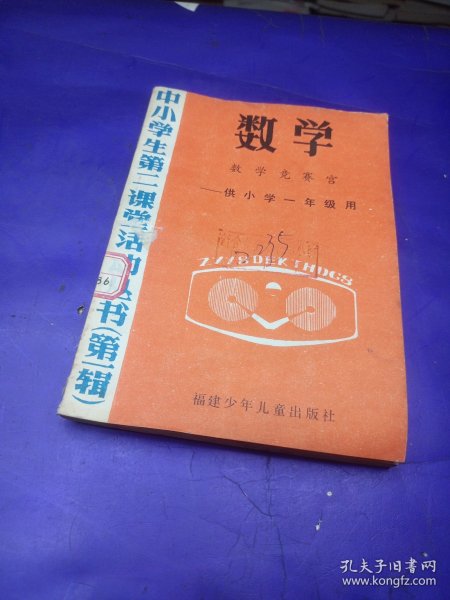 数学
数学竞赛宫
——供小学一年级用
中小学生第二课堂活动丛书(第一辑)
36
335
福建少年儿童出版社
孔夫子旧书网
www.kongfz.com